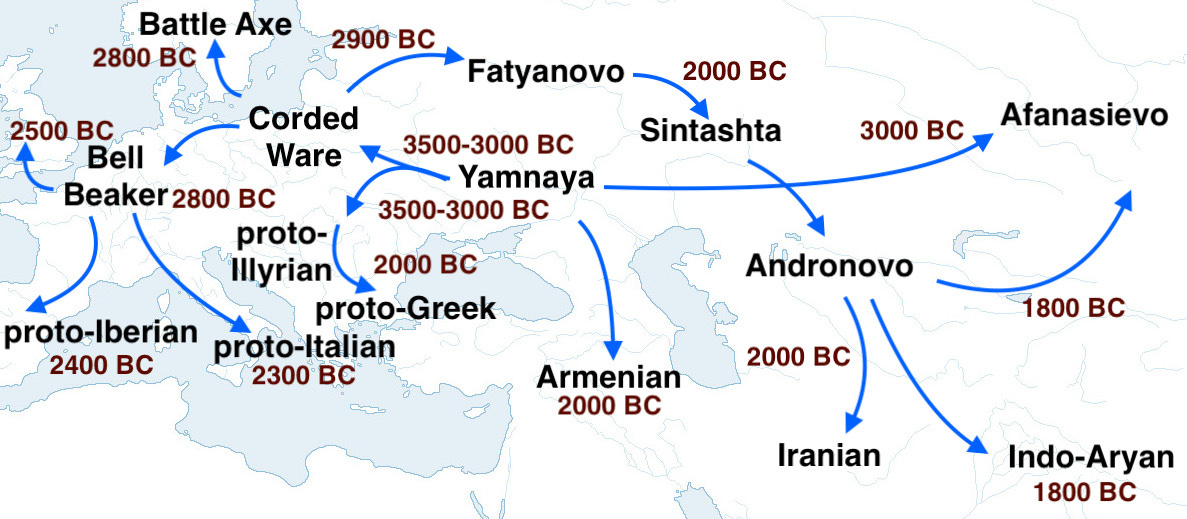 Battle Axe
2800 BC
2900 BC
Fatyanovo
2000 BC
Corded
Ware
Sintashta
3000 BC
Afanasievo
2500 BC
Bell
Beaker
2800 BC
3500-3000 BC
Yamnaya
3500-3000 BC
proto-
Illyrian
2000 BC
proto-Greek
Andronovo
1800 BC
proto-Iberian
2400 BC
proto-Italian
2300 BC
Armenian
2000 BC
2000 BC
Iranian
Indo-Aryan
1800 BC